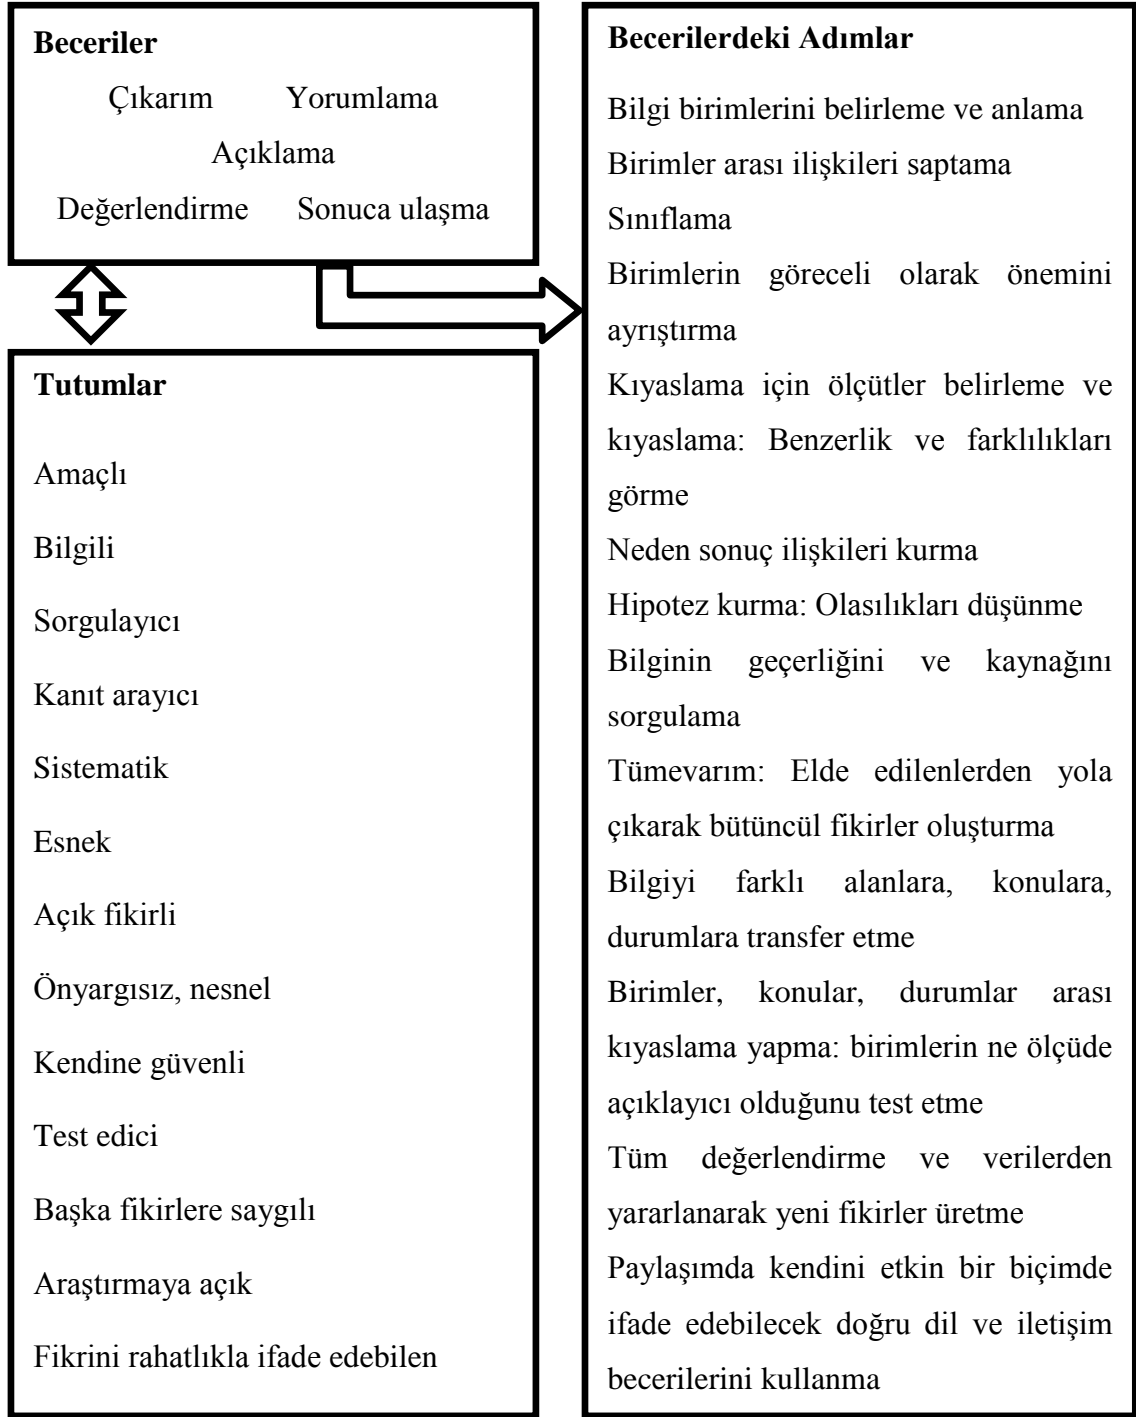 Beceriler
Çıkarım Yorumlama
Açıklama
Değerlendirme Sonuca ulaşma
Tutumlar
Amaçlı
Bilgili
Sorgulayıcı
Kanıt arayıcı
Sistematik
Esnek
Açık fikirli
Önyargısız, nesnel
Kendine güvenli
Test edici
Başka fikirlere saygılı
Araştırmaya açık
Fikrini rahatlıkla ifade edebilen
Becerilerdeki Adımlar
Bilgi birimlerini belirleme ve anlama
Birimler arası ilişkileri saptama
Sınıflama
Birimlerin göreceli olarak önemini
ayrıştırma
Kıyaslama için ölçütler belirleme ve
kıyaslama: Benzerlik ve farklılıkları
görme
Neden sonuç ilişkileri kurma
Hipotez kurma: Olasılıkları düşünme
Bilginin geçerliğini ve kaynağını
sorgulama
Tümevarım: Elde edilenlerden yola
çıkarak bütüncül fikirler oluşturma
Bilgiyi farklı alanlara, konulara,
durumlara transfer etme
Birimler, konular, durumlar arası
kıyaslama yapma: birimlerin ne ölçüde
açıklayıcı olduğunu test etme
Tüm değerlendirme ve verilerden
yararlanarak yeni fikirler üretme
Paylaşımda kendini etkin bir biçimde
ifade edebilecek doğru dil ve iletişim
becerilerini kullanma